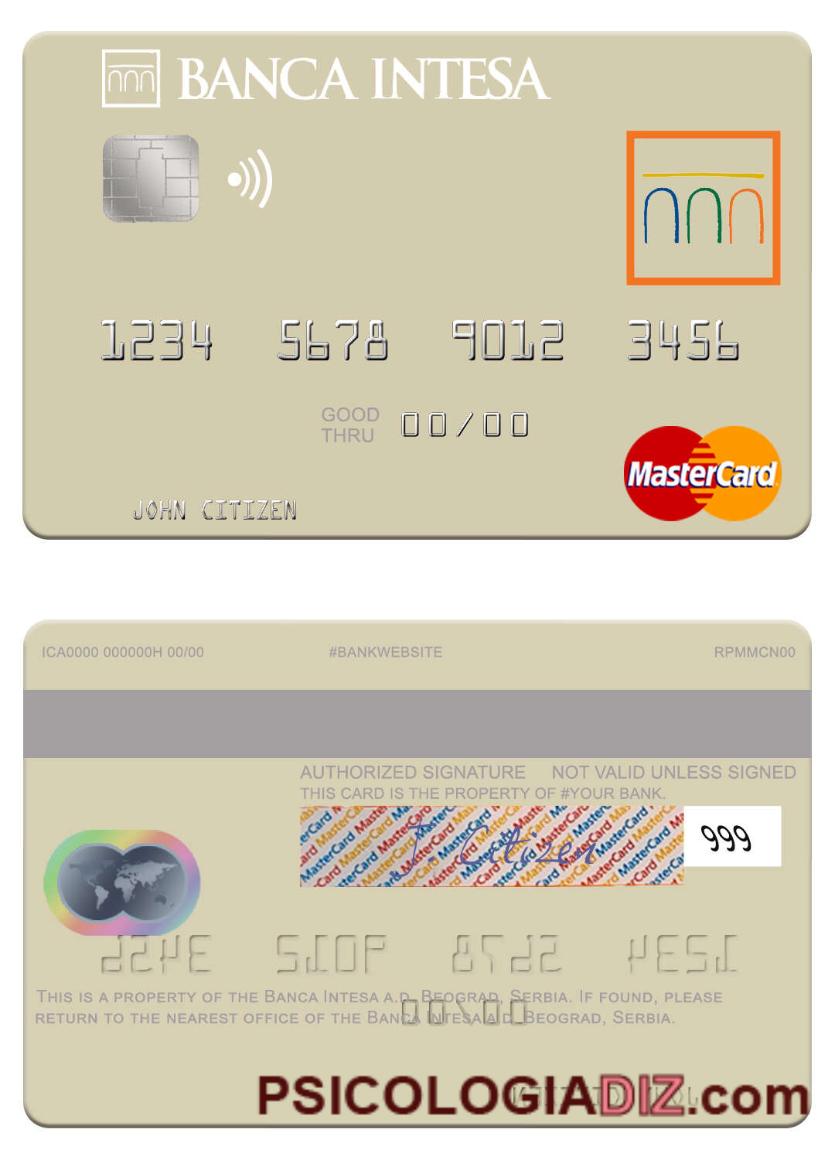 BANCA INTESA
1234 5678 9012 3456
GOOD THRU 00/00
MasterCard
JOHN CITIZEN
ICA0000 000000H 00/00 #BANKWEBSITE RPMMCN00
AUTHORIZED SIGNATURE NOT VALID UNLESS SIGNED
THIS CARD IS THE PROPERTY OF #YOUR BANK.
J. Citizen 999
THIS IS A PROPERTY OF THE BANCA INTESA A.D. BEOGRAD, SERBIA. IF FOUND, PLEASE
RETURN TO THE NEAREST OFFICE OF THE BANCA INTESA A.D. BEOGRAD, SERBIA.
PSICOLOGIADIZ.com